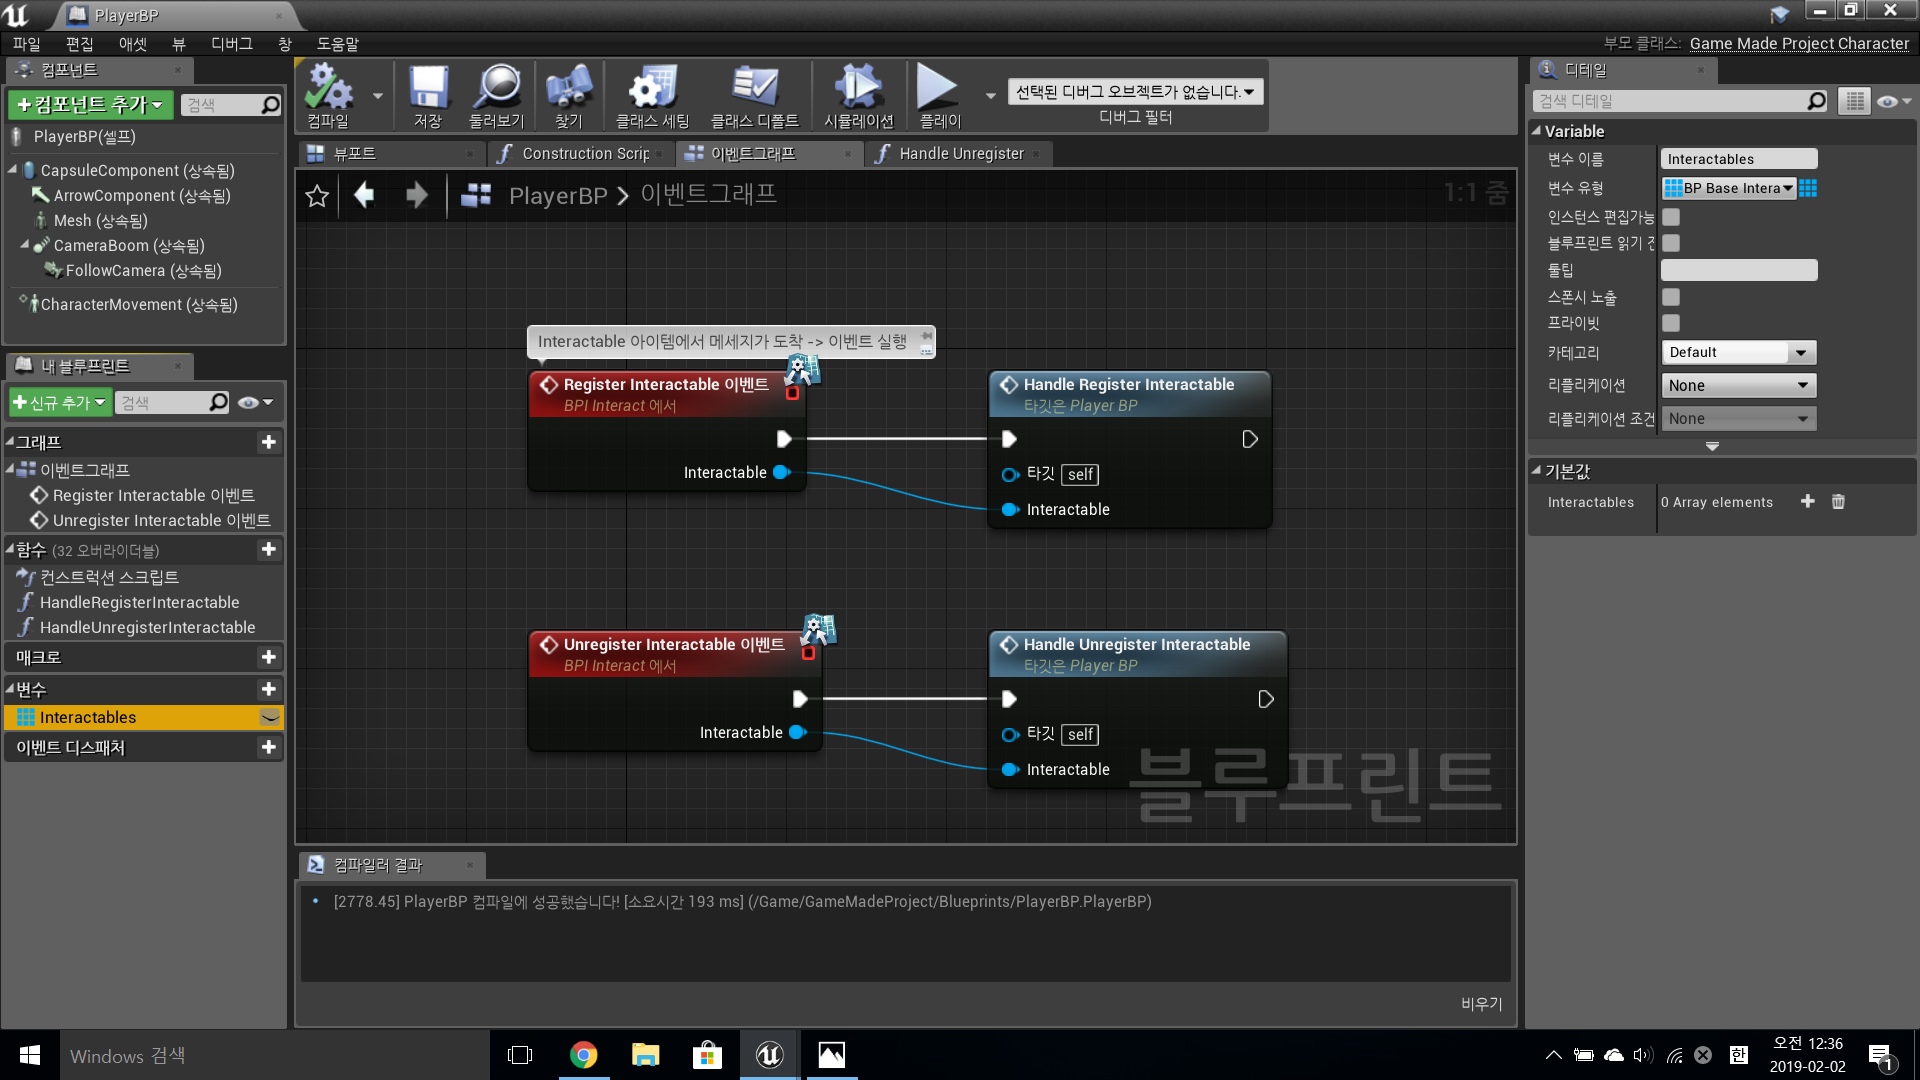 PlayerBP
파일 편집 애셋 뷰 디버그 창 도움말
부모 클래스: Game Made Project Character
컴포넌트
+컴포넌트 추가
검색
PlayerBP(셀프)
CapsuleComponent (상속됨)
ArrowComponent (상속됨)
Mesh (상속됨)
CameraBoom (상속됨)
FollowCamera (상속됨)
CharacterMovement (상속됨)
내 블루프린트
+신규 추가
검색
그래프
이벤트그래프
Register Interactable 이벤트
Unregister Interactable 이벤트
함수 (32 오버라이더블)
컨스트럭션 스크립트
HandleRegisterInteractable
HandleUnregisterInteractable
매크로
변수
Interactables
이벤트 디스패처
컴파일 저장 둘러보기 찾기 클래스 세팅 클래스 디폴트 시뮬레이션 플레이
선택된 디버그 오브젝트가 없습니다.
디버그 필터
뷰포트 Construction Scrip 이벤트그래프 Handle Unregister
PlayerBP > 이벤트그래프
1:1 줌
Interactable 아이템에서 메세지가 도착 -> 이벤트 실행
Register Interactable 이벤트
BPI Interact 에서
Interactable
Handle Register Interactable
타깃은 Player BP
타깃 self
Interactable
Unregister Interactable 이벤트
BPI Interact 에서
Interactable
Handle Unregister Interactable
타깃은 Player BP
타깃 self
Interactable
블루프린트
컴파일러 결과
[2778.45] PlayerBP 컴파일에 성공했습니다! [소요시간 193 ms] (/Game/GameMadeProject/Blueprints/PlayerBP.PlayerBP)
비우기
디테일
검색 디테일
Variable
변수 이름 Interactables
변수 유형 BP Base Intera
인스턴스 편집가능
블루프린트 읽기 전
툴팁
스폰시 노출
프라이빗
카테고리 Default
리플리케이션 None
리플리케이션 조건 None
기본값
Interactables 0 Array elements
Windows 검색
한
오전 12:36
2019-02-02
1